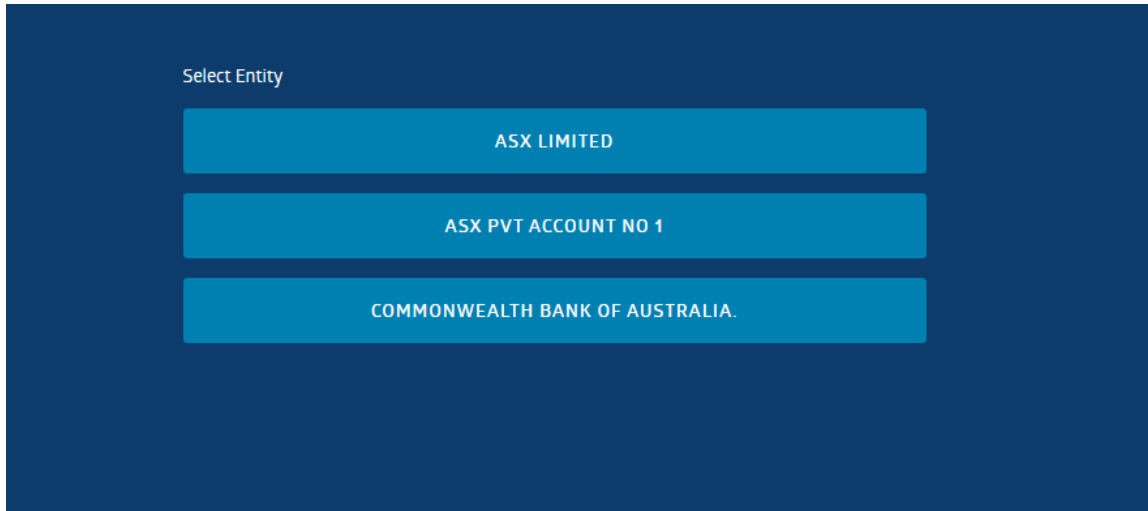 Select Entity
ASX LIMITED
ASX PVT ACCOUNT NO 1
COMMONWEALTH BANK OF AUSTRALIA.